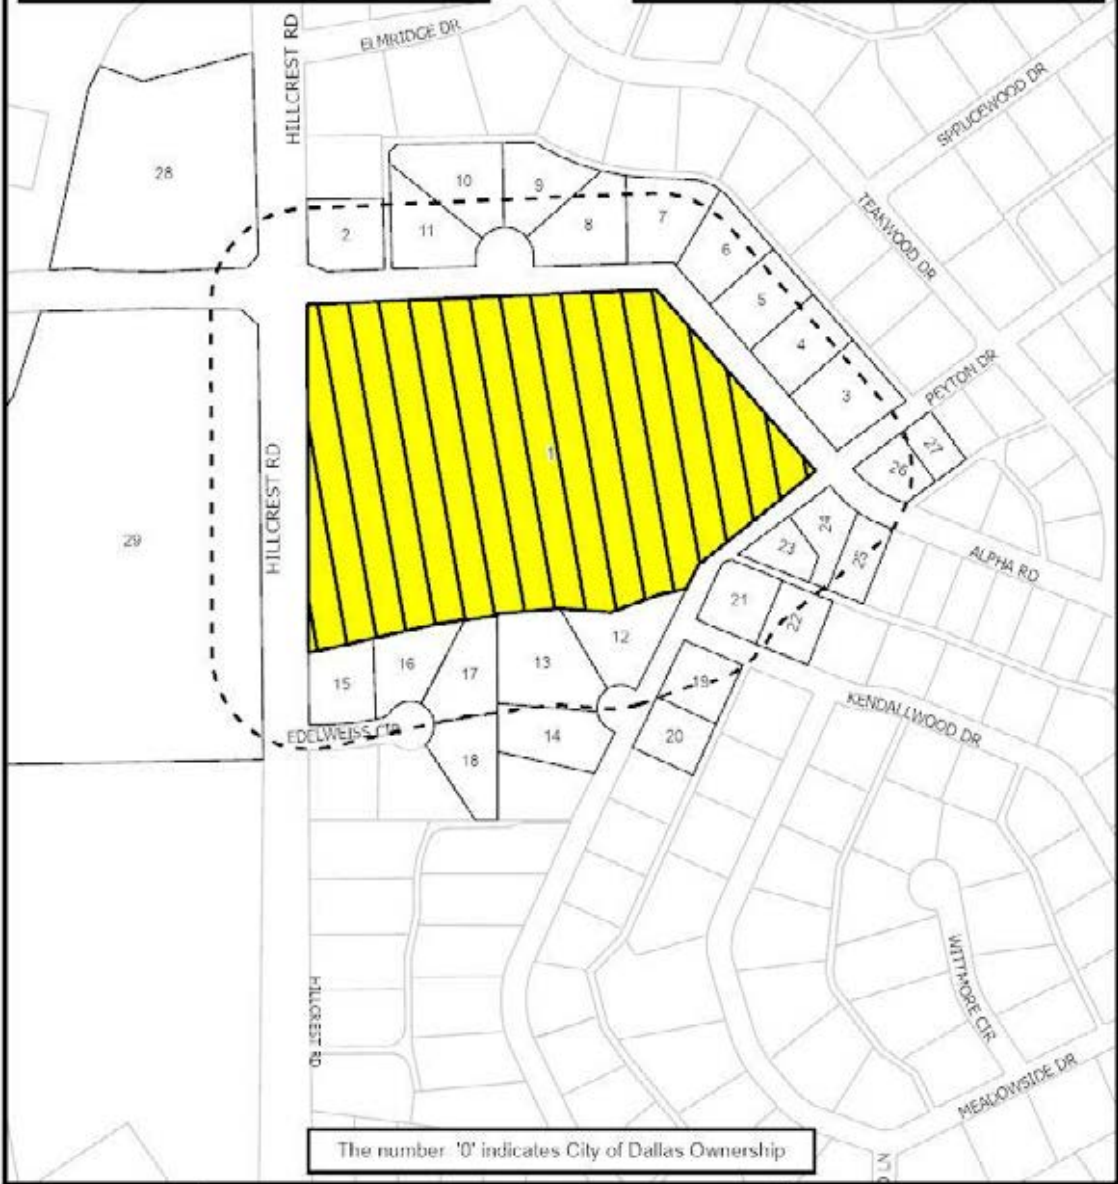 ELMRIDGE DR
HILLCREST RD
SPRUCEWOOD DR
28
10
9
TEAKWOOD DR
2
11
8
7
6
5
4
3
PEYTON DR
27
26
1
HILLCREST RD
29
24
23
25
ALPHA RD
21
22
12
16
13
17
15
19
KENDALLWOOD DR
EDELWEISS CIR
14
20
18
WITTMORE CIR
HILLCREST RD
MEADOWSIDE DR
The number '0' indicates City of Dallas Ownership
LN